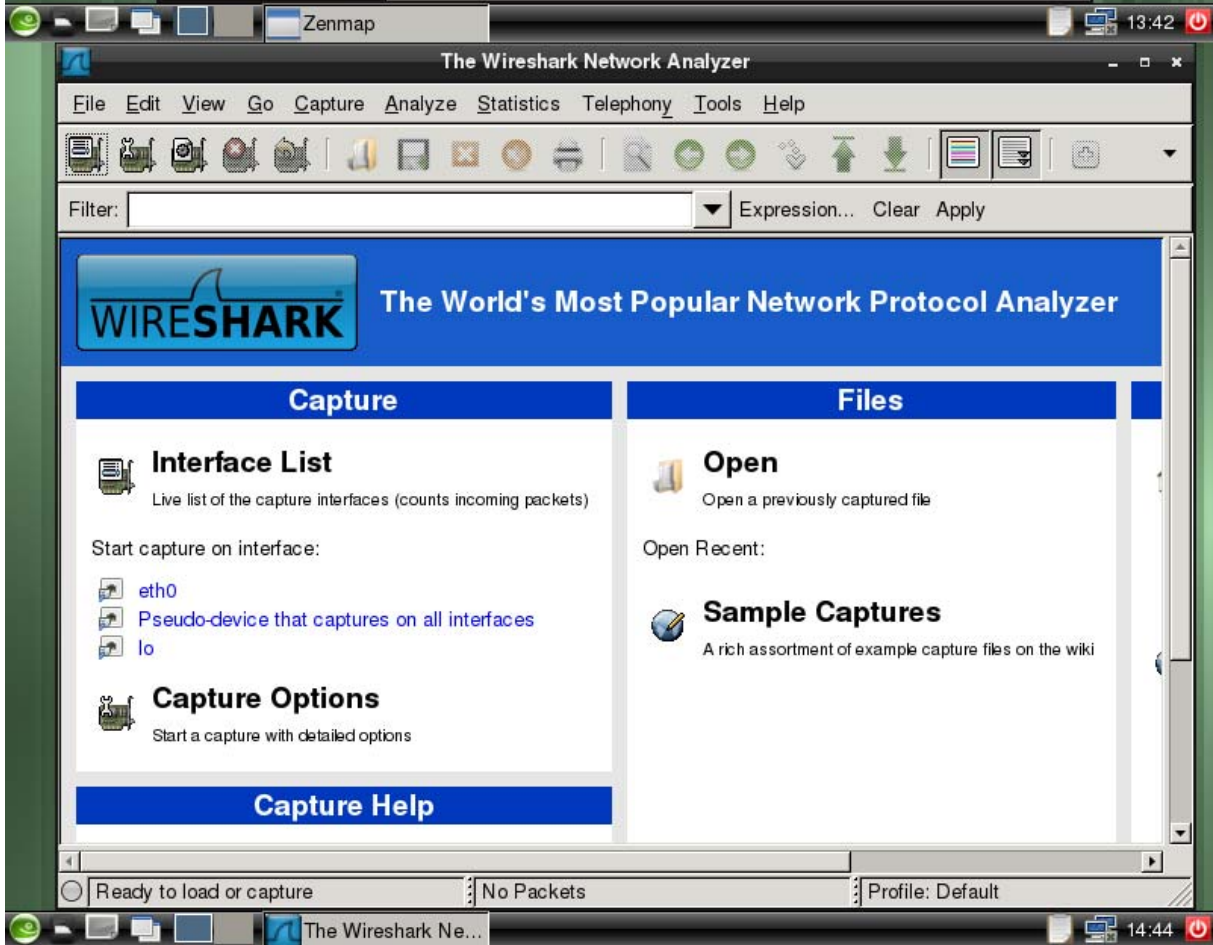 Zenmap
13:42
The Wireshark Network Analyzer
File Edit View Go Capture Analyze Statistics Telephony Tools Help
Filter:
Expression... Clear Apply
WIRESHARK
The World's Most Popular Network Protocol Analyzer
Capture
Interface List
Live list of the capture interfaces (counts incoming packets)
Start capture on interface:
eth0
Pseudo-device that captures on all interfaces
lo
Capture Options
Start a capture with detailed options
Capture Help
Files
Open
Open a previously captured file
Open Recent:
Sample Captures
A rich assortment of example capture files on the wiki
Ready to load or capture
No Packets
Profile: Default
The Wireshark Ne...
14:44